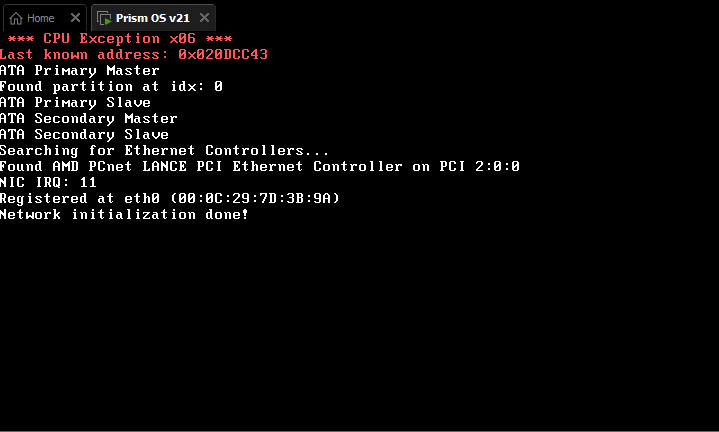 Home
Prism OS v21
*** CPU Exception x06 ***
Last known address: 0x020DCC43
ATA Primary Master
Found partition at idx: 0
ATA Primary Slave
ATA Secondary Master
ATA Secondary Slave
Searching for Ethernet Controllers...
Found AMD PCnet LANCE PCI Ethernet Controller on PCI 2:0:0
NIC IRQ: 11
Registered at eth0 (00:0C:29:7D:3B:9A)
Network initialization done!